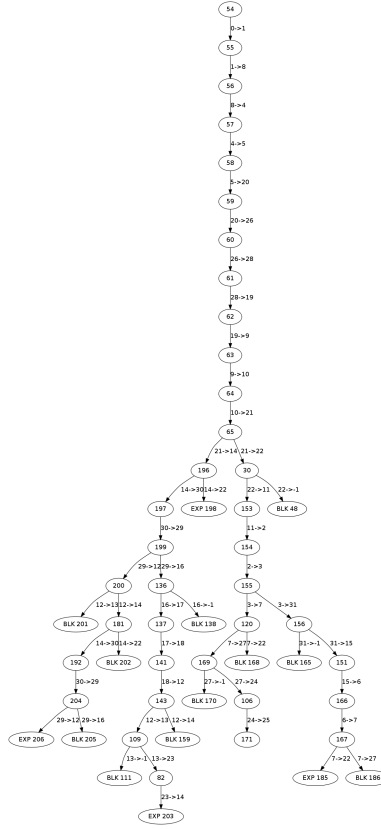 54
0->1
55
1->8
56
8->4
57
4->5
58
5->20
59
20->26
60
26->28
61
28->19
62
19->9
63
9->10
64
10->21
65
21->14 21->22
196 30
14->30 14->22 22->11 22->-1
197 EXP 198 153 BLK 48
30->29 11->2
199 154
29->12 29->16 2->3
200 136 155
12->13 12->14 16->17 16->-1 3->7 3->31
BLK 201 181 137 BLK 138 120 156
14->30 14->22 17->18 7->27 7->22 31->-1 31->15
192 BLK 202 141 169 BLK 168 BLK 165 151
30->29 18->12 27->-1 27->24 15->6
204 143 BLK 170 106 166
29->12 29->16 12->13 12->14 24->25 6->7
EXP 206 BLK 205 109 BLK 159 171 167
13->-1 13->23 7->22 7->27
BLK 111 82 EXP 185 BLK 186
23->14
EXP 203